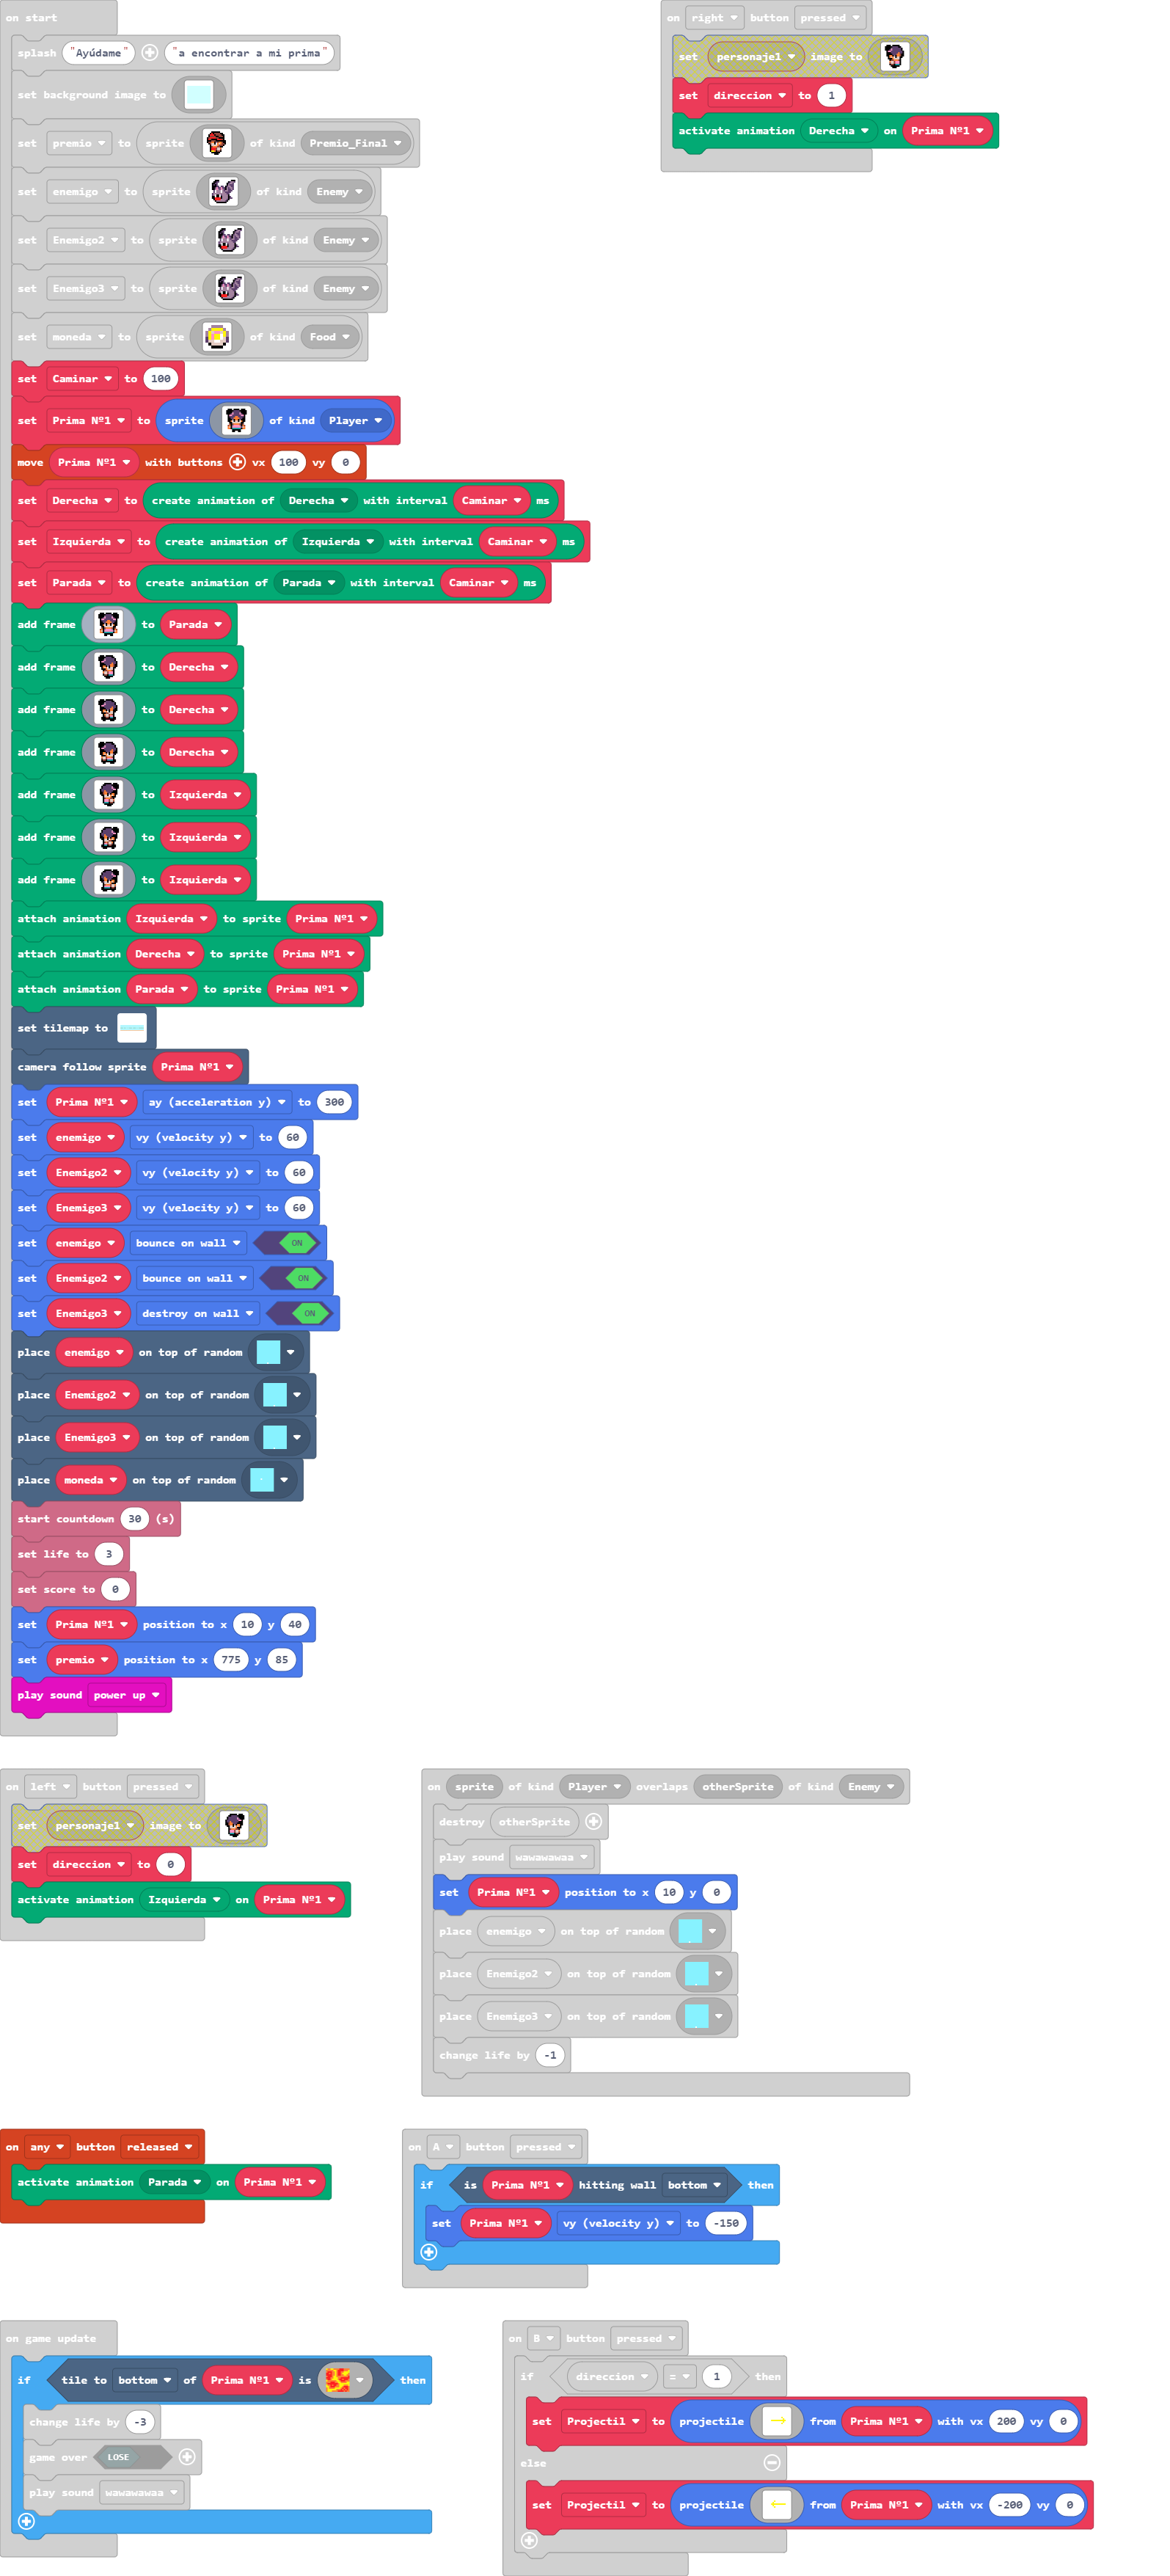 on start
splash "Ayúdame" "a encontrar a mi prima"
set background image to
set premio to sprite of kind Premio_Final
set enemigo to sprite of kind Enemy
set Enemigo2 to sprite of kind Enemy
set Enemigo3 to sprite of kind Enemy
set moneda to sprite of kind Food
set Caminar to 100
set Prima Nº1 to sprite of kind Player
move Prima Nº1 with buttons vx 100 vy 0
set Derecha to create animation of Derecha with interval Caminar ms
set Izquierda to create animation of Izquierda with interval Caminar ms
set Parada to create animation of Parada with interval Caminar ms
add frame to Parada
add frame to Derecha
add frame to Derecha
add frame to Derecha
add frame to Izquierda
add frame to Izquierda
add frame to Izquierda
attach animation Izquierda to sprite Prima Nº1
attach animation Derecha to sprite Prima Nº1
attach animation Parada to sprite Prima Nº1
set tilemap to
camera follow sprite Prima Nº1
set Prima Nº1 ay (acceleration y) to 300
set enemigo vy (velocity y) to 60
set Enemigo2 vy (velocity y) to 60
set Enemigo3 vy (velocity y) to 60
set enemigo bounce on wall ON
set Enemigo2 bounce on wall ON
set Enemigo3 destroy on wall ON
place enemigo on top of random
place Enemigo2 on top of random
place Enemigo3 on top of random
place moneda on top of random
start countdown 30 (s)
set life to 3
set score to 0
set Prima Nº1 position to x 10 y 40
set premio position to x 775 y 85
play sound power up
on right button pressed
set personaje1 image to
set direccion to 1
activate animation Derecha on Prima Nº1
on left button pressed
set personaje1 image to
set direccion to 0
activate animation Izquierda on Prima Nº1
on sprite of kind Player overlaps otherSprite of kind Enemy
destroy otherSprite
play sound wawawawaa
set Prima Nº1 position to x 10 y 0
place enemigo on top of random
place Enemigo2 on top of random
place Enemigo3 on top of random
change life by -1
on any button released
activate animation Parada on Prima Nº1
on A button pressed
if is Prima Nº1 hitting wall bottom then
set Prima Nº1 vy (velocity y) to -150
on game update
if tile to bottom of Prima Nº1 is then
change life by -3
game over LOSE
play sound wawawawaa
on B button pressed
if direccion = 1 then
set Projectil to projectile from Prima Nº1 with vx 200 vy 0
else
set Projectil to projectile from Prima Nº1 with vx -200 vy 0